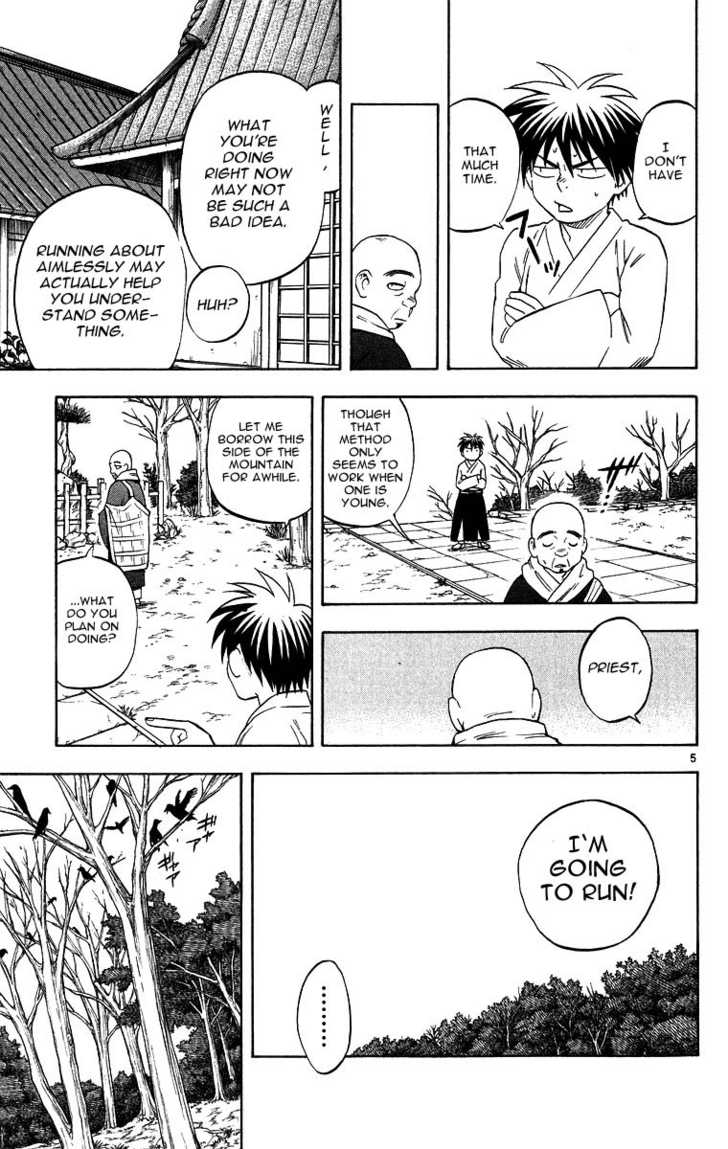 I
DON'T
HAVE
THAT
MUCH
TIME.
WELL,
WHAT
YOU'RE
DOING
RIGHT NOW
MAY NOT
BE SUCH A
BAD IDEA.
HUH?
RUNNING ABOUT
AIMLESSLY MAY
ACTUALLY HELP
YOU UNDER-
STAND SOME-
THING.
THOUGH
THAT
METHOD
ONLY
SEEMS TO
WORK WHEN
ONE IS
YOUNG.
PRIEST,
LET ME
BORROW THIS
SIDE OF THE
MOUNTAIN
FOR AWHILE.
...WHAT
DO YOU
PLAN ON
DOING?
5
I'M
GOING
TO RUN!
.........